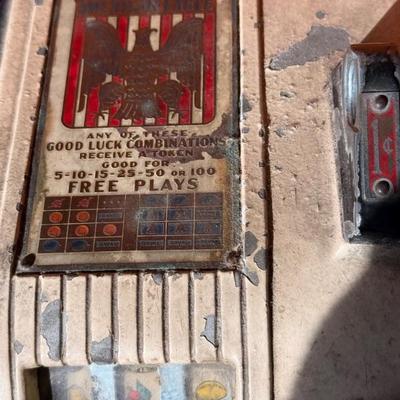 ANY OF THESE
GOOD LUCK COMBINATIONS
RECEIVE A TOKEN
GOOD FOR
5-10-15-25-50 OR 100
FREE PLAYS
1¢